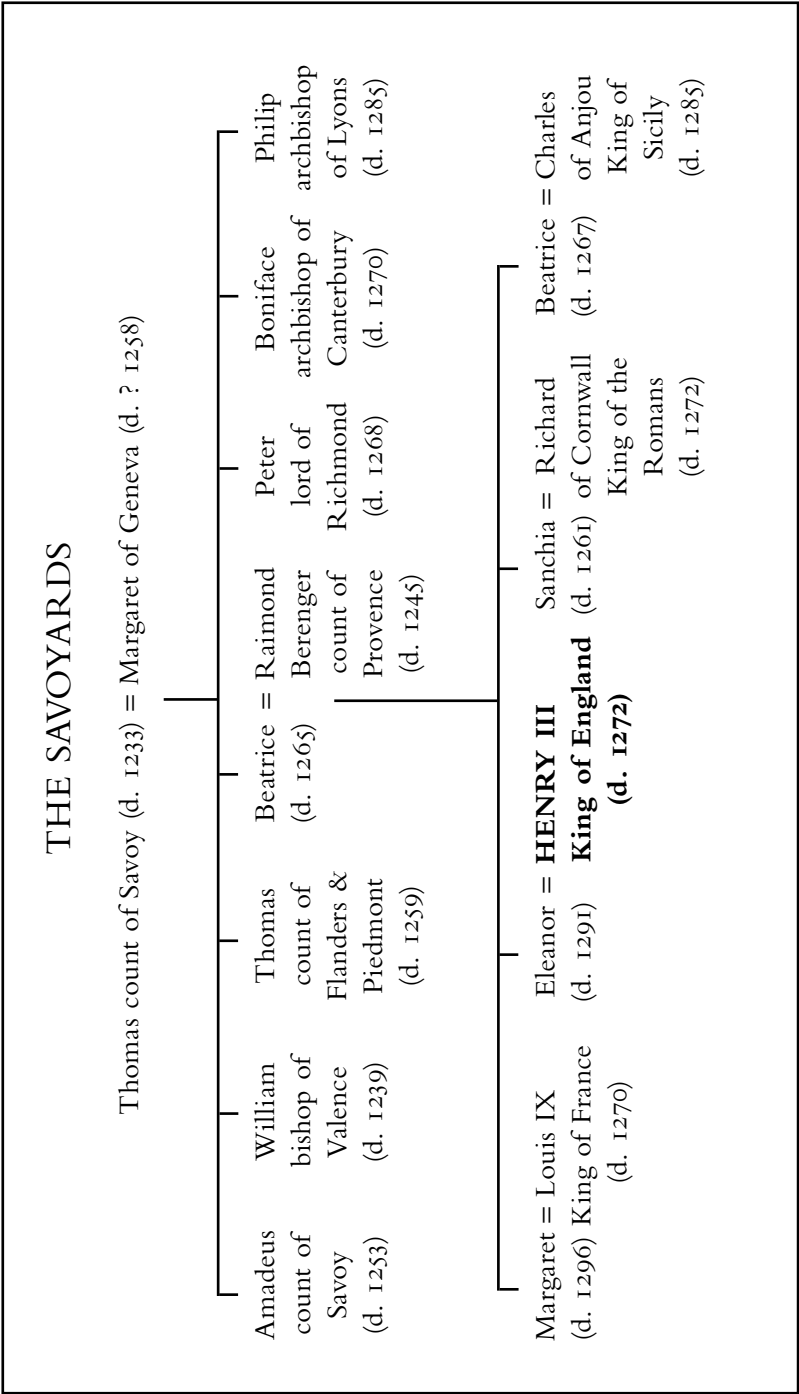 THE SAVOYARDS
Thomas count of Savoy (d. 1233) = Margaret of Geneva (d. ? 1258)
Amadeus
count of
Savoy
(d. 1253)
William
bishop of
Valence
(d. 1239)
Thomas
count of
Flanders &
Piedmont
(d. 1259)
Beatrice = Raimond
(d. 1265) Berenger
count of
Provence
(d. 1245)
Peter
lord of
Richmond
(d. 1268)
Boniface
archbishop of
Canterbury
(d. 1270)
Philip
archbishop
of Lyons
(d. 1285)
Margaret = Louis IX
(d. 1296) King of France
(d. 1270)
Eleanor = HENRY III
(d. 1291) King of England
(d. 1272)
Sanchia = Richard
(d. 1261) of Cornwall
King of the
Romans
(d. 1272)
Beatrice = Charles
(d. 1267) of Anjou
King of
Sicily
(d. 1285)